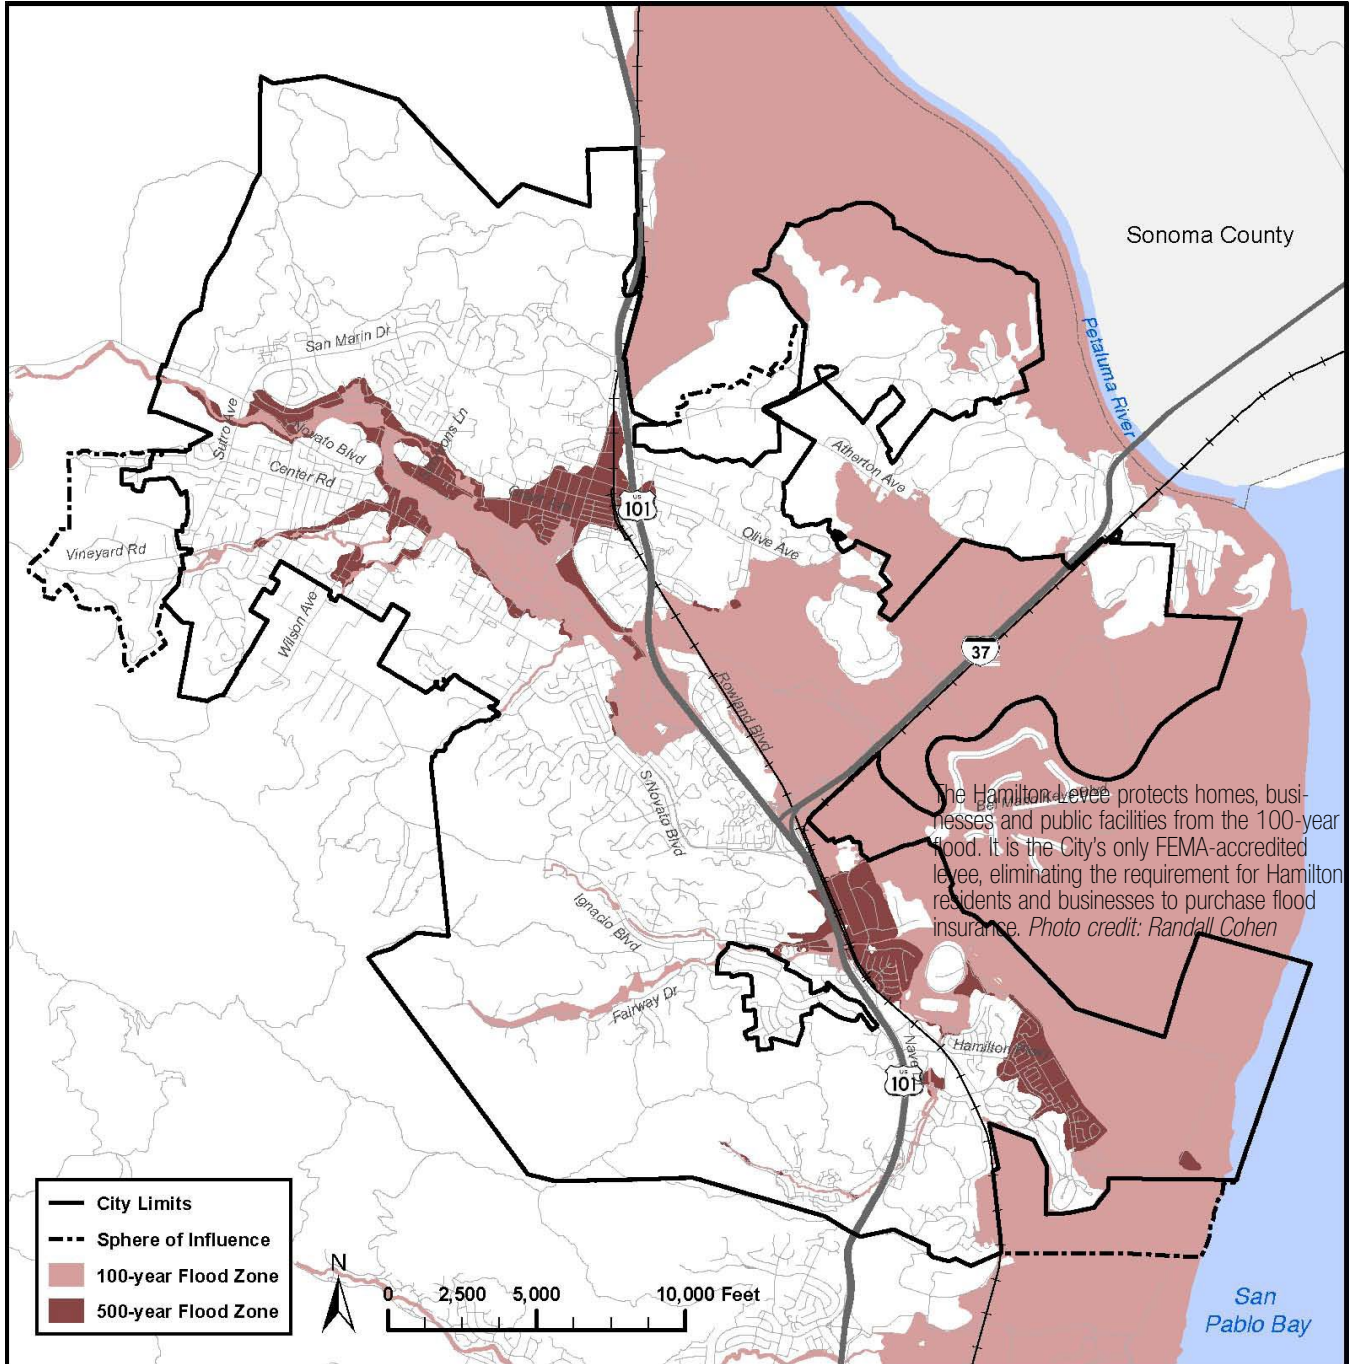 Sonoma County
Petaluma River
San Marin Dr
Sutro Ave
Novato Blvd
Center Rd
Vineyard Rd
Wilson Ave
US
101
Olive Ave
Atherton Ave
37
Rowland Blvd
S Novato Blvd
Ignacio Blvd
Fairway Dr
The Hamilton Levee protects homes, busi-
nesses and public facilities from the 100-year
flood. It is the City's only FEMA-accredited
levee, eliminating the requirement for Hamilton
residents and businesses to purchase flood
insurance. Photo credit: Randall Cohen
Hamilton
Nave
US
101
City Limits
Sphere of Influence
100-year Flood Zone
500-year Flood Zone
N
0 2,500 5,000 10,000 Feet
San
Pablo Bay